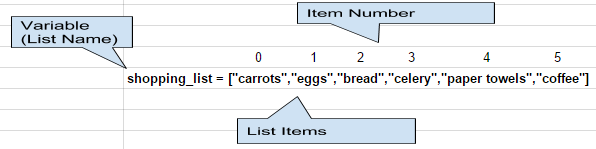 Variable
(List Name)
Item Number
0 1 2 3 4 5
shopping_list = ["carrots","eggs","bread","celery","paper towels","coffee"]
List Items